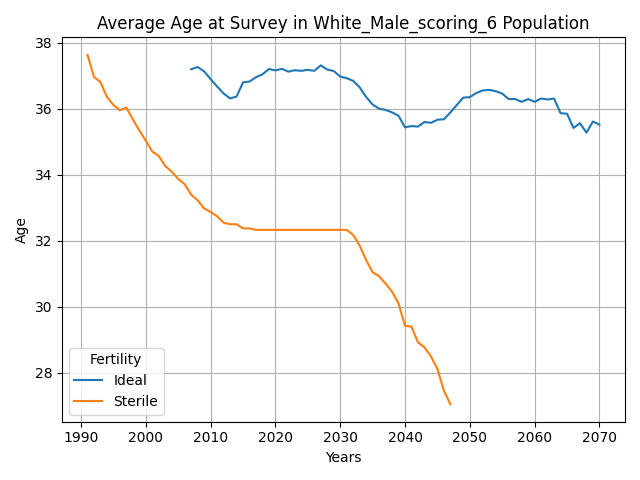 Average Age at Survey in White_Male_scoring_6 Population
Age
38
36
34
32
30
28
Fertility
Ideal
Sterile
1990 2000 2010 2020 2030 2040 2050 2060 2070
Years